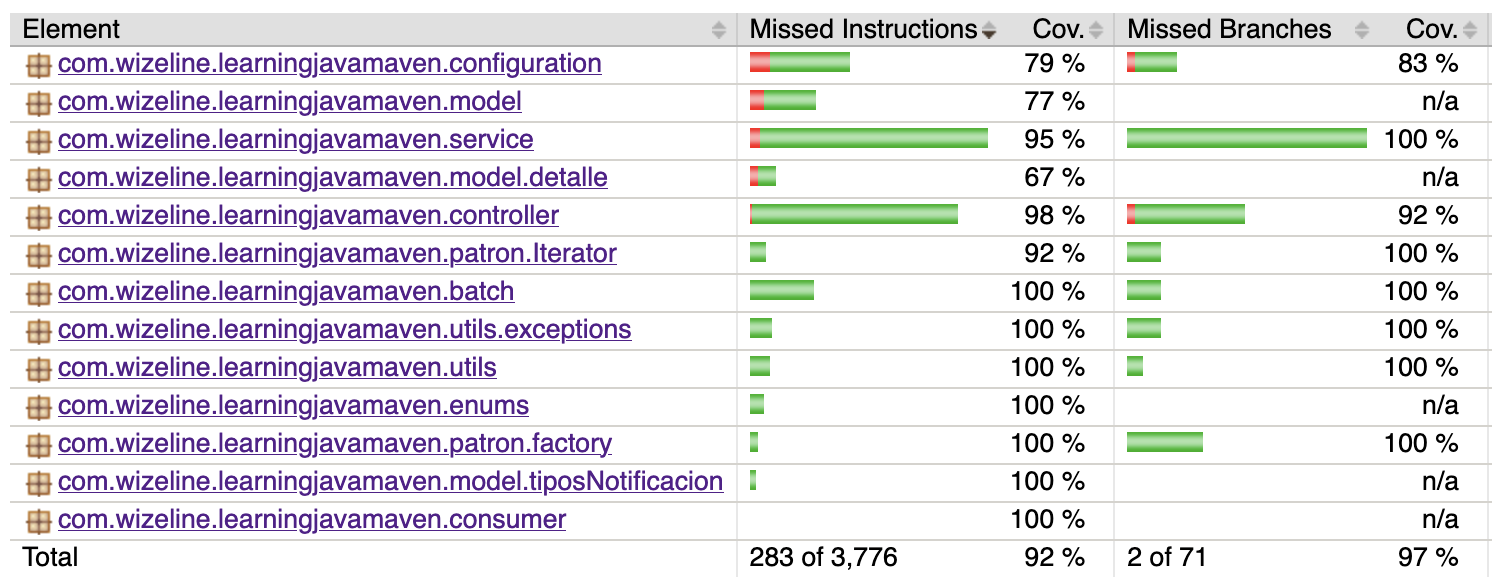 Element Missed Instructions Cov. Missed Branches Cov.
com.wizeline.learningjavamaven.configuration 79 % 83 %
com.wizeline.learningjavamaven.model 77 % n/a
com.wizeline.learningjavamaven.service 95 % 100 %
com.wizeline.learningjavamaven.model.detalle 67 % n/a
com.wizeline.learningjavamaven.controller 98 % 92 %
com.wizeline.learningjavamaven.patron.Iterator 92 % 100 %
com.wizeline.learningjavamaven.batch 100 % 100 %
com.wizeline.learningjavamaven.utils.exceptions 100 % 100 %
com.wizeline.learningjavamaven.utils 100 % 100 %
com.wizeline.learningjavamaven.enums 100 % n/a
com.wizeline.learningjavamaven.patron.factory 100 % 100 %
com.wizeline.learningjavamaven.model.tiposNotificacion 100 % n/a
com.wizeline.learningjavamaven.consumer 100 % n/a
Total 283 of 3,776 92 % 2 of 71 97 %